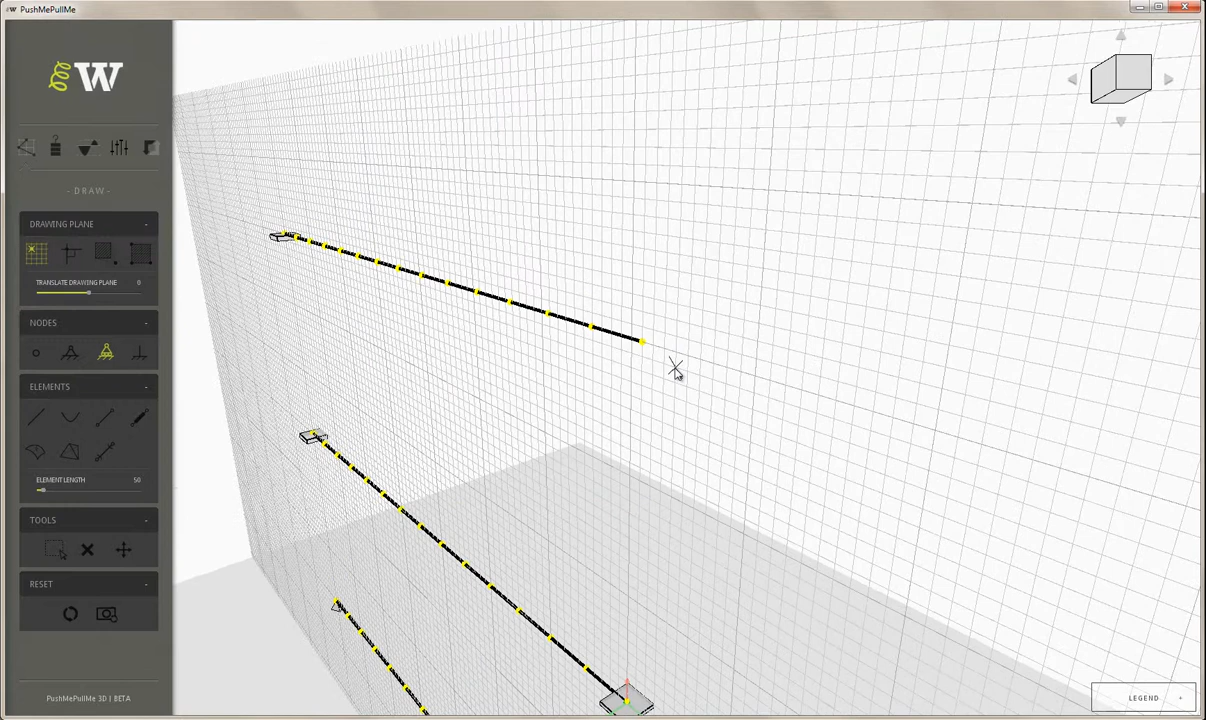 PushMePullMe
W
- DRAW -
DRAWING PLANE -
TRANSLATE DRAWING PLANE 0
NODES -
ELEMENTS -
ELEMENT LENGTH 50
TOOLS -
RESET -
PushMePullMe 3D | BETA
LEGEND +